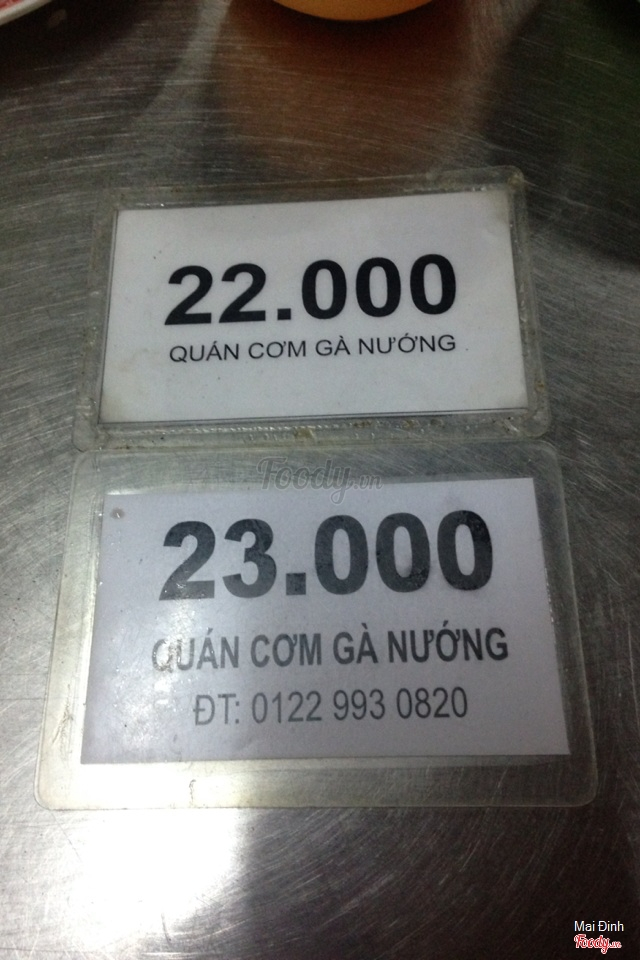 22.000
QUÁN CƠM GÀ NƯỚNG
Foody.vn
23.000
QUÁN CƠM GÀ NƯỚNG
ĐT: 0122 993 0820
Mai Đinh
Foody.vn